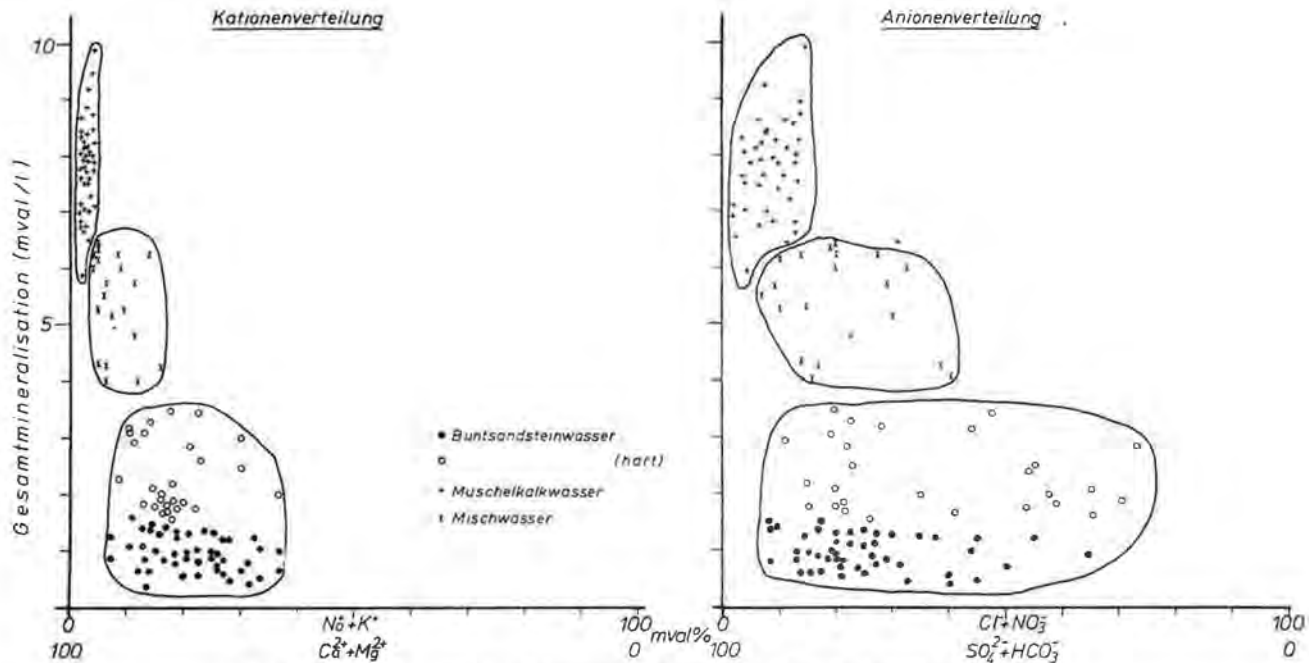 Kationenverteilung
Anionenverteilung
Gesamtmineralisation (mval/l)
10
5
• Buntsandsteinwasser
○ (hart)
+ Muschelkalkwasser
x Mischwasser
0 Na⁺+K⁺ 100
100 Ca²⁺+Mg²⁺ 0
mval%
0 Cl⁻+NO₃⁻ 100
100 SO₄²⁻+HCO₃⁻ 0